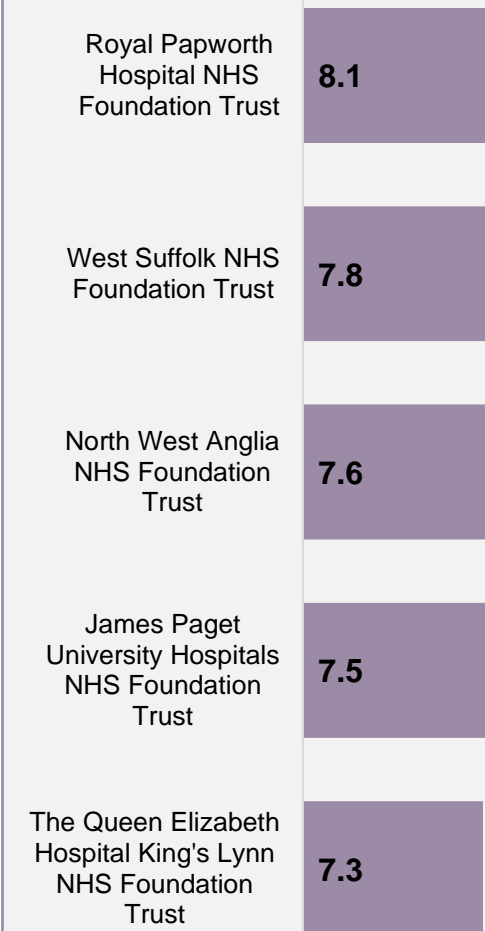 Royal Papworth
Hospital NHS
Foundation Trust
8.1
West Suffolk NHS
Foundation Trust
7.8
North West Anglia
NHS Foundation
Trust
7.6
James Paget
University Hospitals
NHS Foundation
Trust
7.5
The Queen Elizabeth
Hospital King's Lynn
NHS Foundation
Trust
7.3